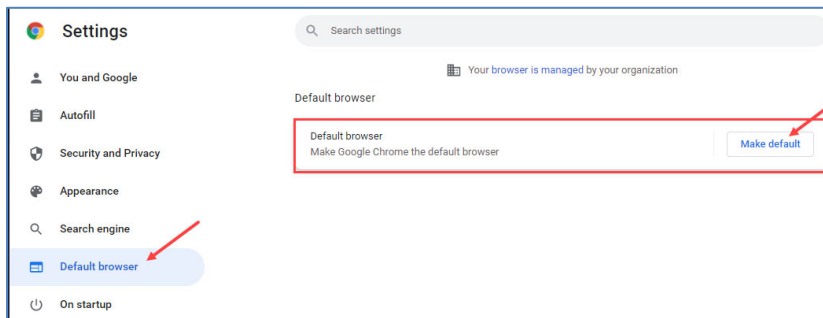 Settings
Search settings
You and Google
Autofill
Security and Privacy
Appearance
Search engine
Default browser
On startup
Your browser is managed by your organization
Default browser
Default browser
Make Google Chrome the default browser
Make default